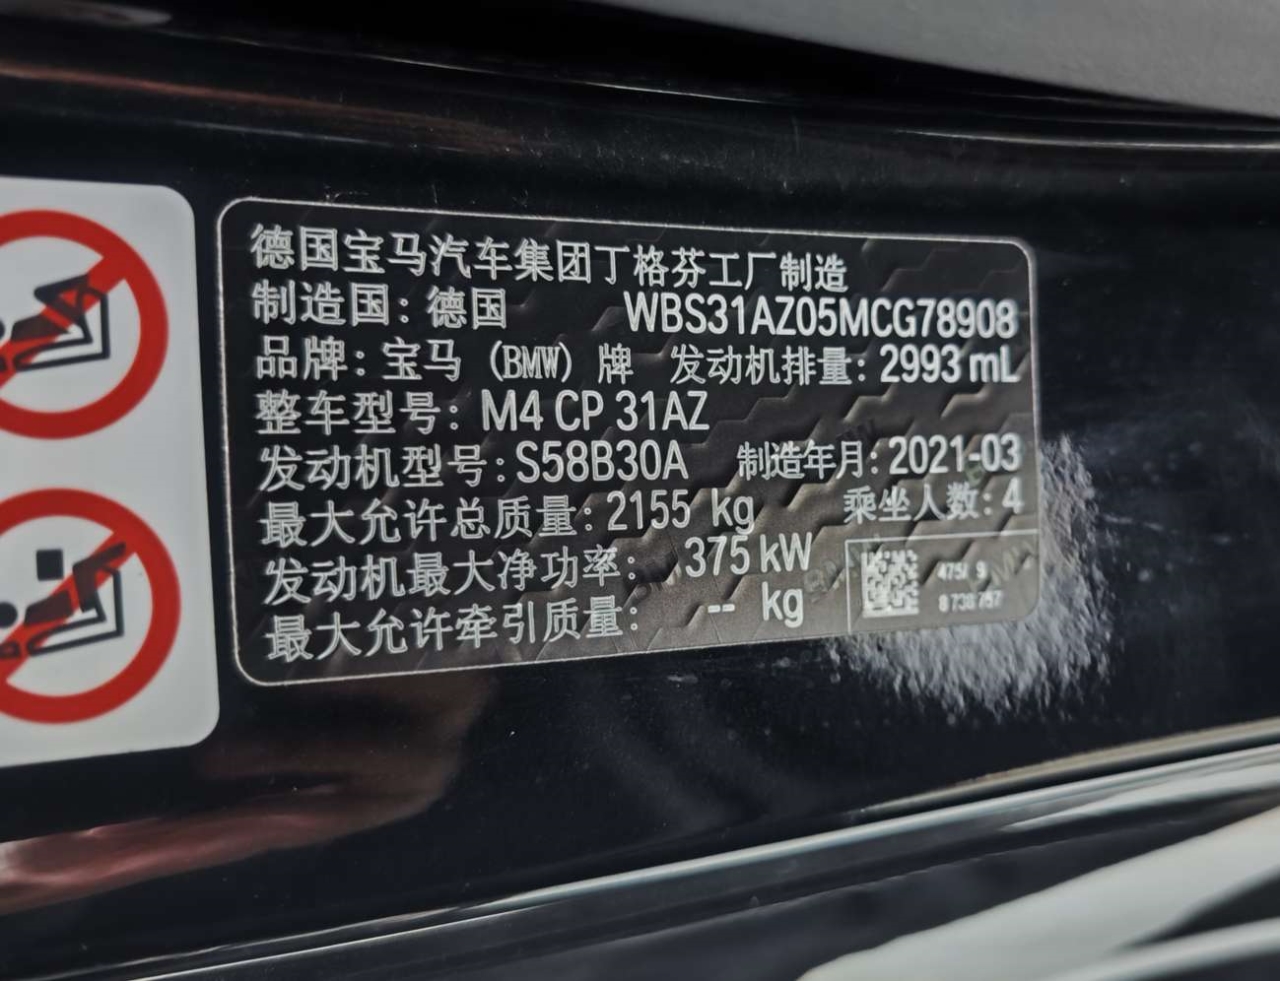 德国宝马汽车集团丁格芬工厂制造
制造国：德国 WBS31AZ05MCG78908
品牌：宝马（BMW）牌 发动机排量：2993 mL
整车型号：M4 CP 31AZ
发动机型号：S58B30A 制造年月：2021-03
最大允许总质量：2155 kg 乘坐人数：4
发动机最大净功率： 375 kW
最大允许牵引质量： -- kg
8 738 767